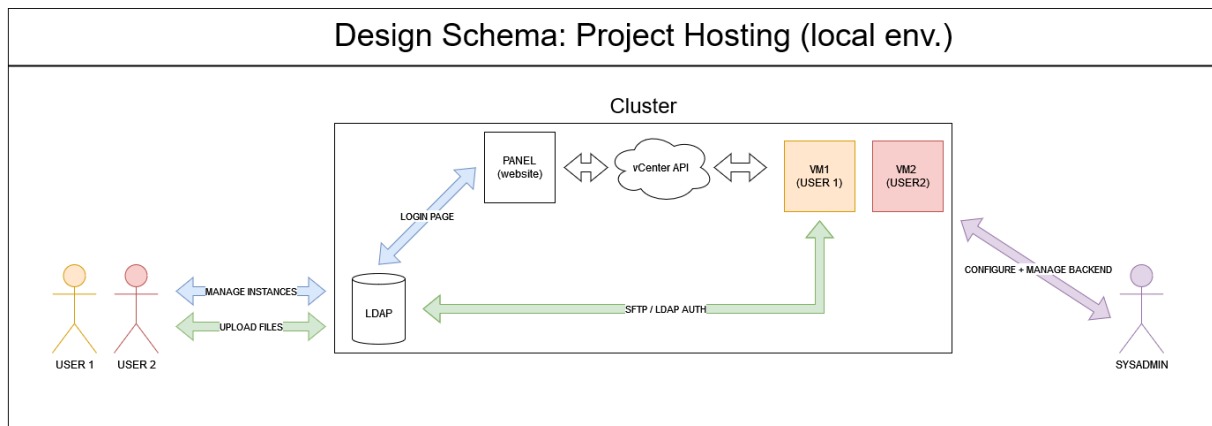 Design Schema: Project Hosting (local env.)
Cluster
PANEL
(website)
vCenter API
VM1
(USER 1)
VM2
(USER2)
LOGIN PAGE
CONFIGURE + MANAGE BACKEND
MANAGE INSTANCES
LDAP
SFTP / LDAP AUTH
UPLOAD FILES
USER 1
USER 2
SYSADMIN